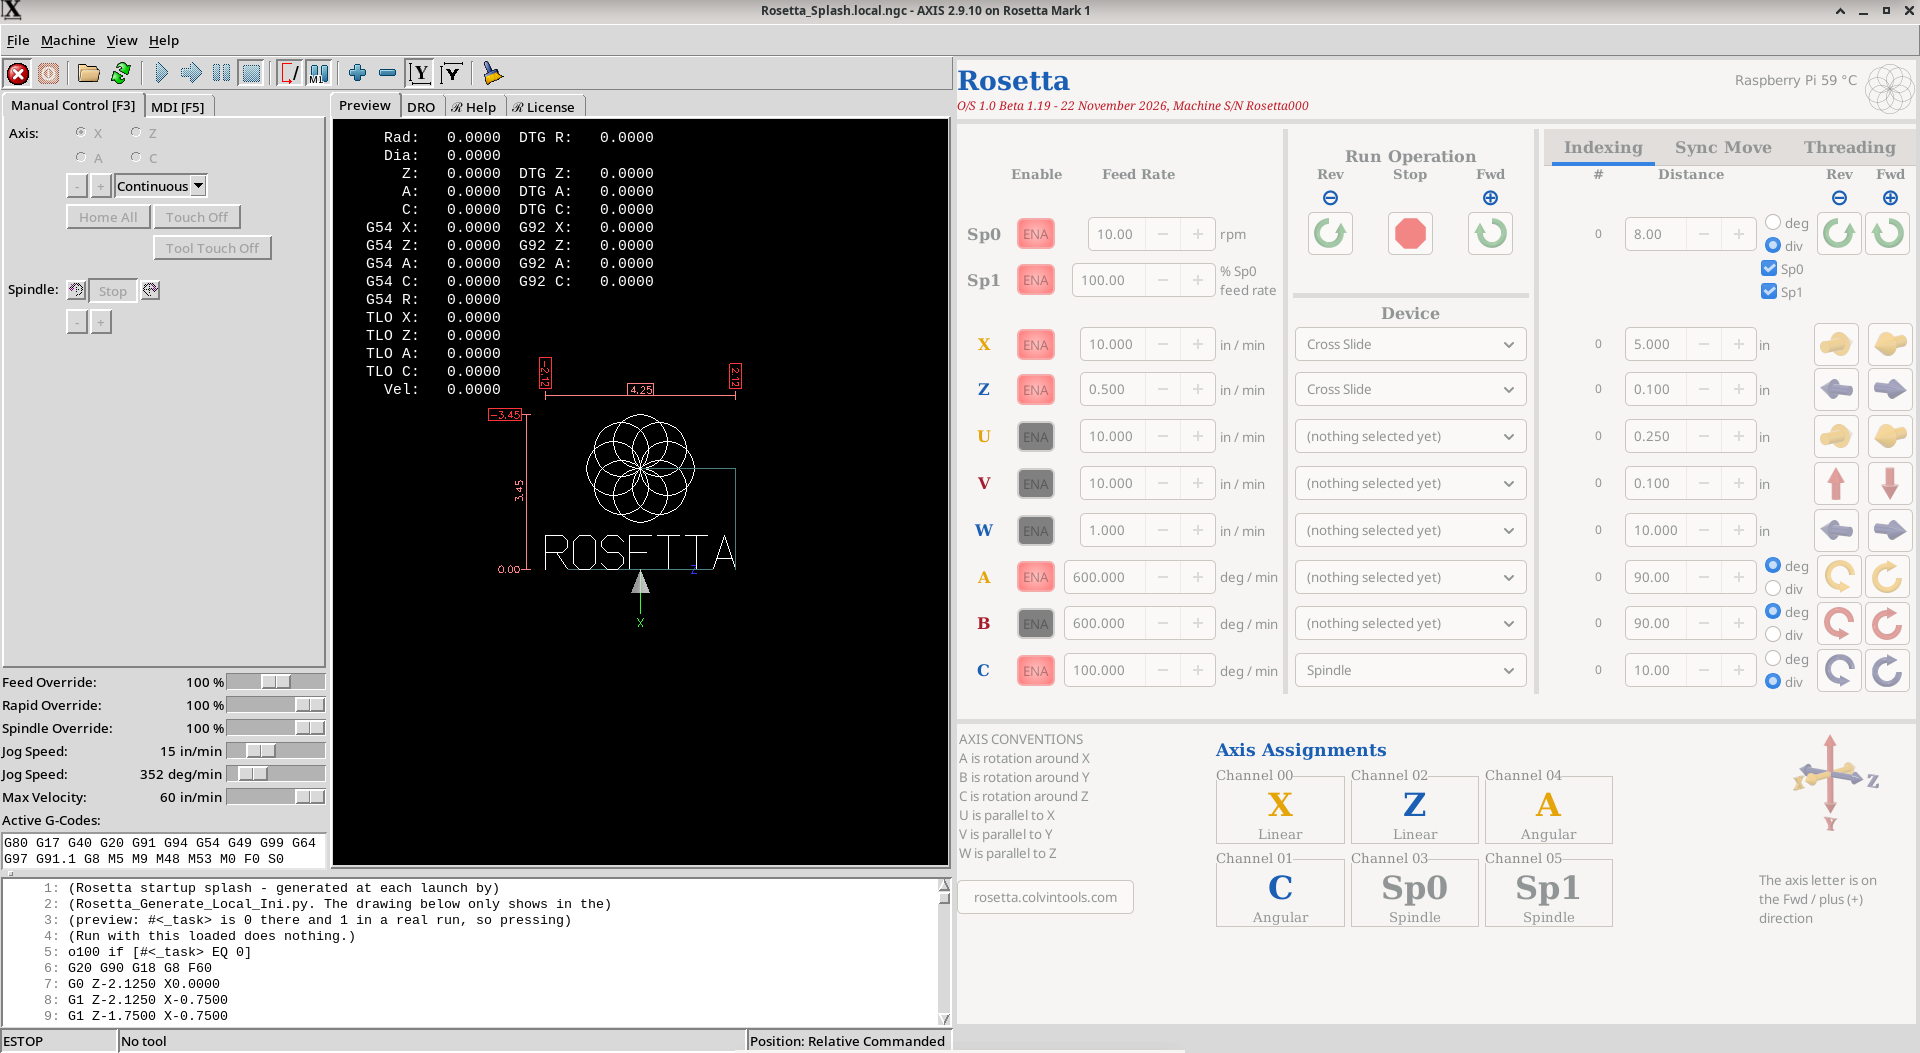 Rosetta_Splash.local.ngc - AXIS 2.9.10 on Rosetta Mark 1
File Machine View Help
Manual Control [F3] MDI [F5]
Axis: X Z
A C
- + Continuous
Home All Touch Off
Tool Touch Off
Spindle: Stop
- +
Feed Override: 100 %
Rapid Override: 100 %
Spindle Override: 100 %
Jog Speed: 15 in/min
Jog Speed: 352 deg/min
Max Velocity: 60 in/min
Active G-Codes:
G80 G17 G40 G20 G91 G94 G54 G49 G99 G64
G97 G91.1 G8 M5 M9 M48 M53 M0 F0 S0
Preview DRO R Help R License
Rad: 0.0000 DTG R: 0.0000
Dia: 0.0000
Z: 0.0000 DTG Z: 0.0000
A: 0.0000 DTG A: 0.0000
C: 0.0000 DTG C: 0.0000
G54 X: 0.0000 G92 X: 0.0000
G54 Z: 0.0000 G92 Z: 0.0000
G54 A: 0.0000 G92 A: 0.0000
G54 C: 0.0000 G92 C: 0.0000
G54 R: 0.0000
TLO X: 0.0000
TLO Z: 0.0000
TLO A: 0.0000
TLO C: 0.0000
Vel: 0.0000
-2.12 4.25 2.12
-3.45
3.45
ROSETTA
0.00 Z
X
1: (Rosetta startup splash - generated at each launch by)
2: (Rosetta_Generate_Local_Ini.py. The drawing below only shows in the)
3: (preview: #<_task> is 0 there and 1 in a real run, so pressing)
4: (Run with this loaded does nothing.)
5: o100 if [#<_task> EQ 0]
6: G20 G90 G18 G8 F60
7: G0 Z-2.1250 X0.0000
8: G1 Z-2.1250 X-0.7500
9: G1 Z-1.7500 X-0.7500
ESTOP No tool Position: Relative Commanded
Rosetta
O/S 1.0 Beta 1.19 - 22 November 2026, Machine S/N Rosetta000
Raspberry Pi 59 °C
Enable Feed Rate
Run Operation
Rev Stop Fwd
Indexing Sync Move Threading
# Distance Rev Fwd
Sp0 ENA 10.00 rpm
0 8.00 deg
div
Sp0
Sp1
Sp1 ENA 100.00 % Sp0
feed rate
Device
X ENA 10.000 in / min Cross Slide 0 5.000 in
Z ENA 0.500 in / min Cross Slide 0 0.100 in
U ENA 10.000 in / min (nothing selected yet) 0 0.250 in
V ENA 10.000 in / min (nothing selected yet) 0 0.100 in
W ENA 1.000 in / min (nothing selected yet) 0 10.000 in
A ENA 600.000 deg / min (nothing selected yet) 0 90.00 deg
div
B ENA 600.000 deg / min (nothing selected yet) 0 90.00 deg
div
C ENA 100.000 deg / min Spindle 0 10.00 deg
div
AXIS CONVENTIONS
A is rotation around X
B is rotation around Y
C is rotation around Z
U is parallel to X
V is parallel to Y
W is parallel to Z
rosetta.colvintools.com
Axis Assignments
Channel 00 Channel 02 Channel 04
X Z A
Linear Linear Angular
Channel 01 Channel 03 Channel 05
C Sp0 Sp1
Angular Spindle Spindle
X Z
Y
The axis letter is on
the Fwd / plus (+)
direction